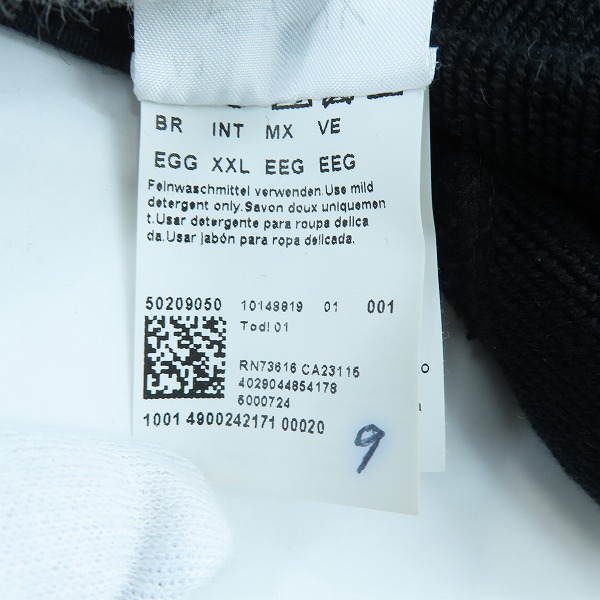 BR INT MX VE
EGG XXL EEG EEG
Feinwaschmittel verwenden.Use mild
detergent only.Savon doux uniquemen
t.Usar detergente para roupa delica
da.Usar jabón para ropa delicada.
50209050 10148819 01 001
Todi 01
RN73616 CA23115
4029044854178
6000724
1001 4900242171 00020
9